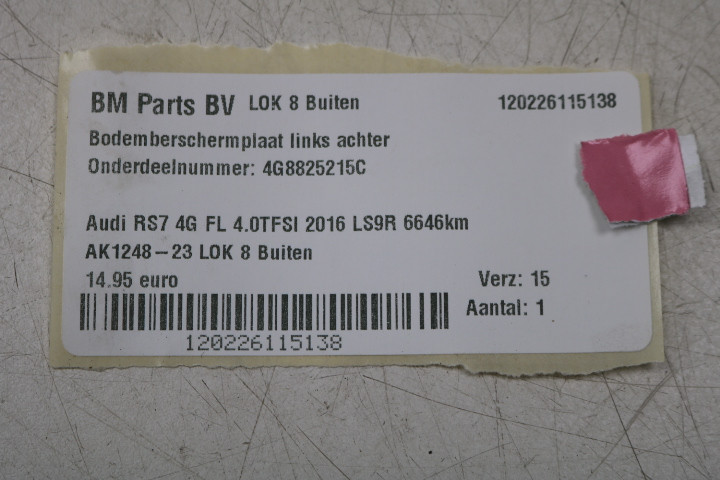 BM Parts BV LOK 8 Buiten 120226115138
Bodemberschermplaat links achter
Onderdeelnummer: 4G8825215C
Audi RS7 4G FL 4.0TFSI 2016 LS9R 6646km
AK1248-23 LOK 8 Buiten
14.95 euro Verz: 15
Aantal: 1
120226115138